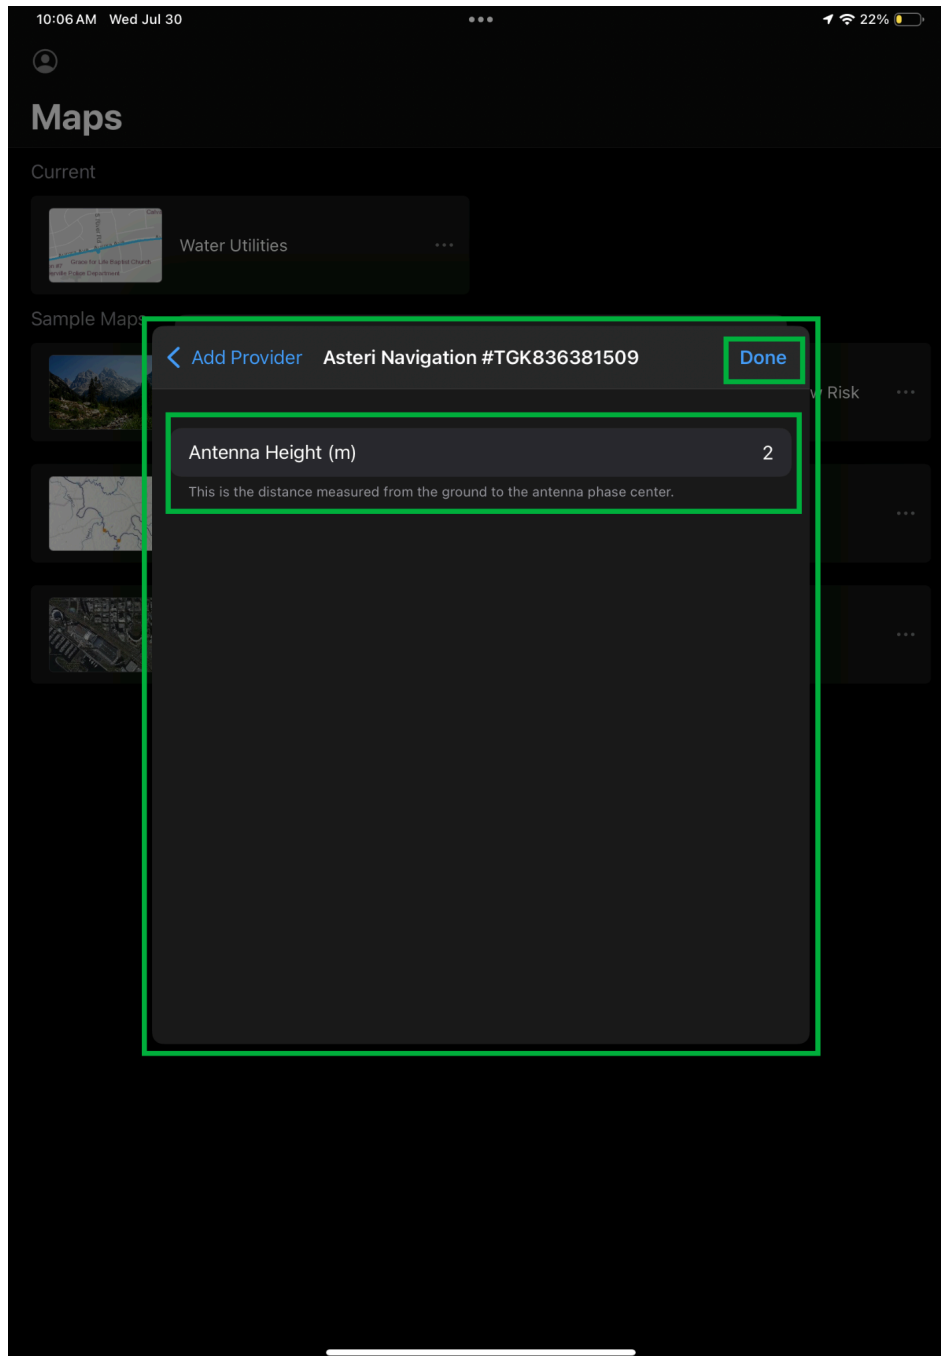 10:06 AM Wed Jul 30
22%
Maps
Current
Water Utilities
Sample Maps
Add Provider
Asteri Navigation #TGK836381509
Done
Risk
Antenna Height (m)
2
This is the distance measured from the ground to the antenna phase center.